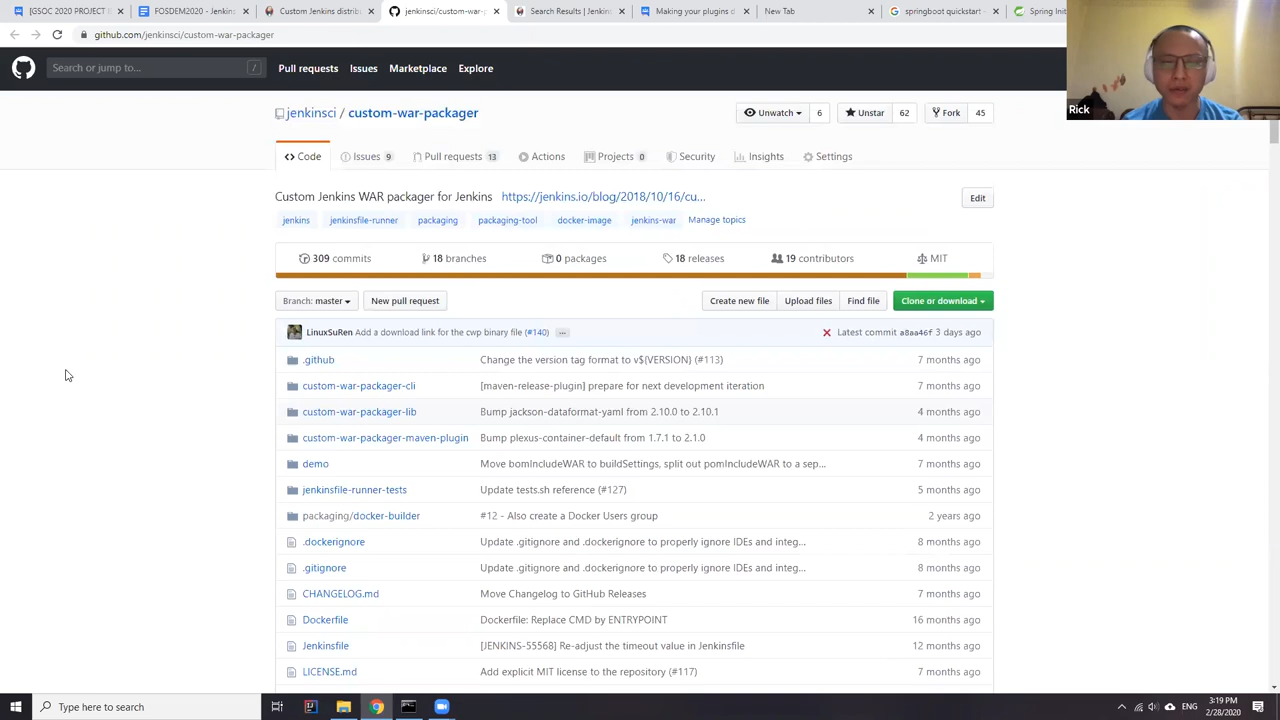 [GSOC 2020 PROJECT I
FOSDEM2020 - Jenkins
Custom Jenkins distrib
jenkinsci/custom-war-p
Search Results | Jenkins
Making your plugins d
New Tab
springboot quickstart -
Spring Init
github.com/jenkinsci/custom-war-packager
Search or jump to... /
Pull requests Issues Marketplace Explore
Rick
jenkinsci / custom-war-packager
Unwatch 6 Unstar 62 Fork 45
Code Issues 9 Pull requests 13 Actions Projects 0 Security Insights Settings
Custom Jenkins WAR packager for Jenkins https://jenkins.io/blog/2018/10/16/cu... Edit
jenkins jenkinsfile-runner packaging packaging-tool docker-image jenkins-war Manage topics
309 commits 18 branches 0 packages 18 releases 19 contributors MIT
Branch: master New pull request Create new file Upload files Find file Clone or download
LinuxSuRen Add a download link for the cwp binary file (#140) ... Latest commit a8aa46f 3 days ago
.github Change the version tag format to v${VERSION} (#113) 7 months ago
custom-war-packager-cli [maven-release-plugin] prepare for next development iteration 7 months ago
custom-war-packager-lib Bump jackson-dataformat-yaml from 2.10.0 to 2.10.1 4 months ago
custom-war-packager-maven-plugin Bump plexus-container-default from 1.7.1 to 2.1.0 4 months ago
demo Move bomIncludeWAR to buildSettings, split out pomIncludeWAR to a sep... 7 months ago
jenkinsfile-runner-tests Update tests.sh reference (#127) 5 months ago
packaging/docker-builder #12 - Also create a Docker Users group 2 years ago
.dockerignore Update .gitignore and .dockerignore to properly ignore IDEs and integ... 8 months ago
.gitignore Update .gitignore and .dockerignore to properly ignore IDEs and integ... 8 months ago
CHANGELOG.md Move Changelog to GitHub Releases 7 months ago
Dockerfile Dockerfile: Replace CMD by ENTRYPOINT 16 months ago
Jenkinsfile [JENKINS-55568] Re-adjust the timeout value in Jenkinsfile 12 months ago
LICENSE.md Add explicit MIT license to the repository (#117) 7 months ago
Type here to search
ENG
3:19 PM
2/28/2020